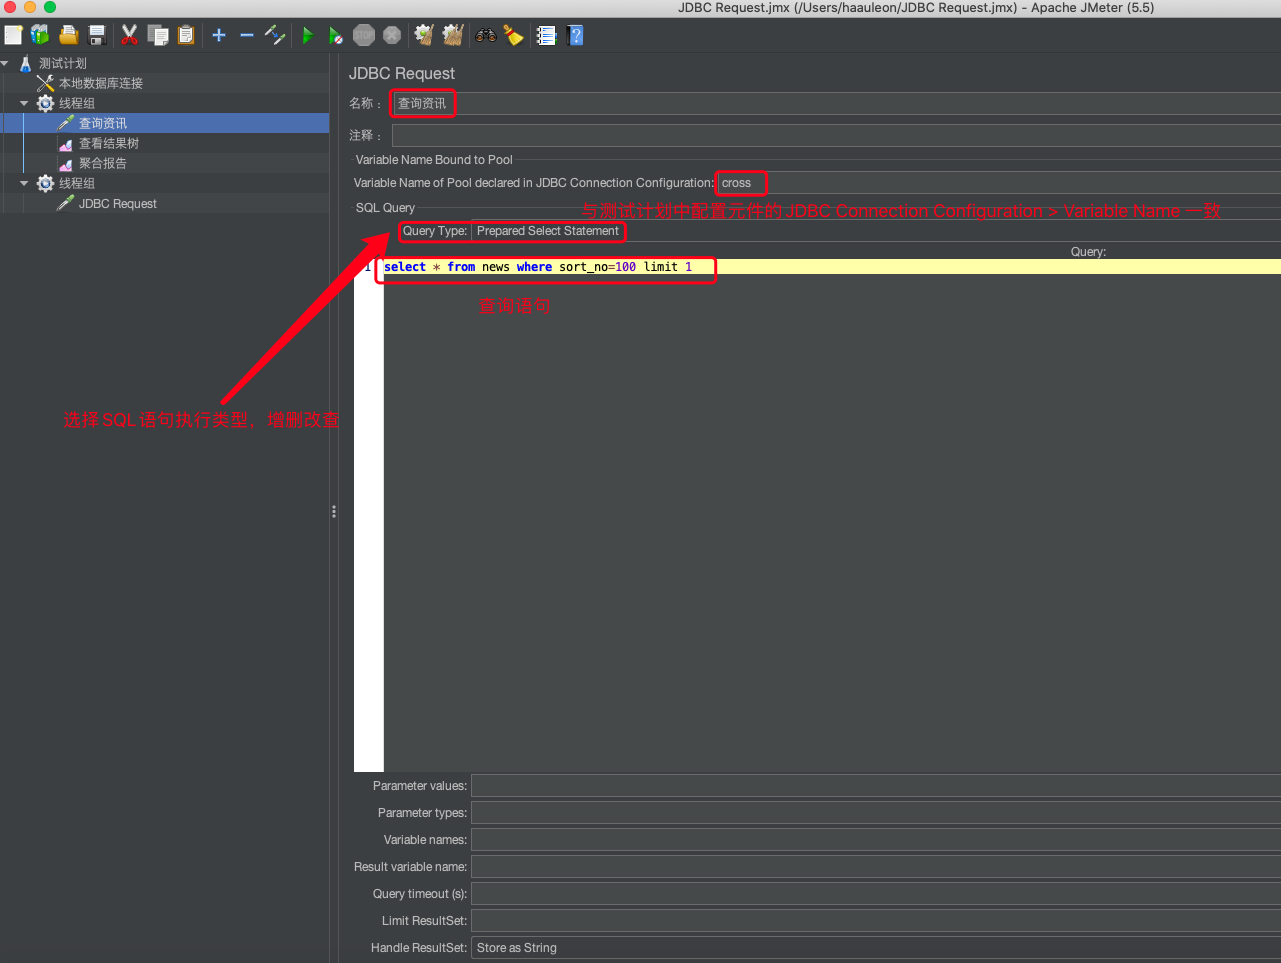 JDBC Request.jmx (/Users/haauleon/JDBC Request.jmx) - Apache JMeter (5.5)
STOP
测试计划
本地数据库连接
线程组
查询资讯
查看结果树
聚合报告
线程组
JDBC Request
JDBC Request
名称： 查询资讯
注释：
Variable Name Bound to Pool
Variable Name of Pool declared in JDBC Connection Configuration: cross
SQL Query
与测试计划中配置元件的 JDBC Connection Configuration > Variable Name 一致
Query Type: Prepared Select Statement
Query:
1 select * from news where sort_no=100 limit 1
查询语句
选择 SQL 语句执行类型，增删改查
Parameter values:
Parameter types:
Variable names:
Result variable name:
Query timeout (s):
Limit ResultSet:
Handle ResultSet: Store as String